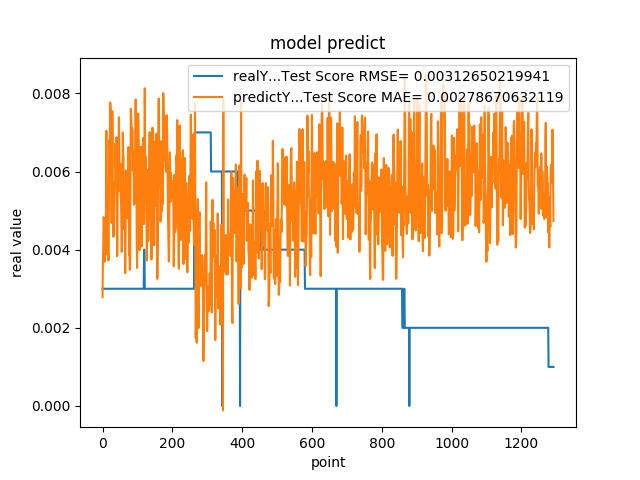 model predict
realY...Test Score RMSE= 0.00312650219941
predictY...Test Score MAE= 0.00278670632119
0.008
0.006
0.004
0.002
0.000
real value
0 200 400 600 800 1000 1200
point